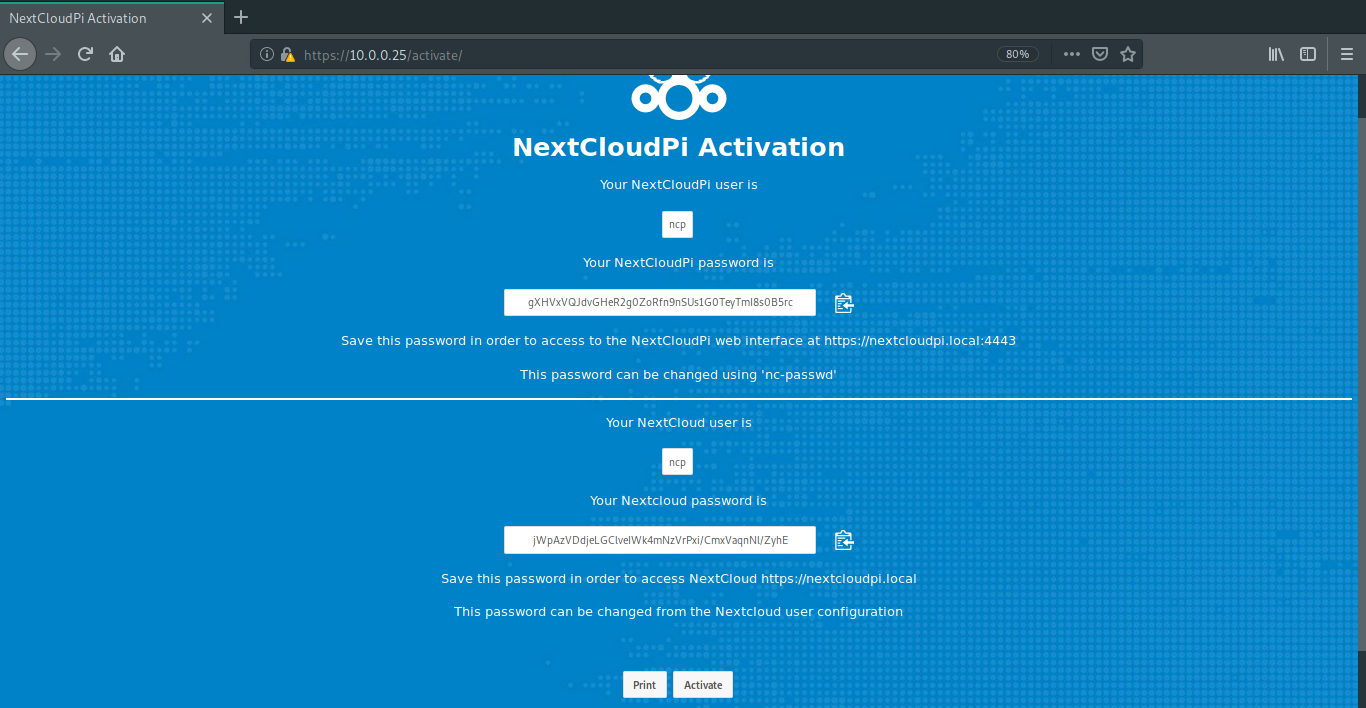 NextCloudPi Activation
https://10.0.0.25/activate/
80%
NextCloudPi Activation
Your NextCloudPi user is
ncp
Your NextCloudPi password is
gXHVxVQJdvGHeR2g0ZoRfn9nSUs1G0TeyTml8s0B5rc
Save this password in order to access to the NextCloudPi web interface at https://nextcloudpi.local:4443
This password can be changed using 'nc-passwd'
Your NextCloud user is
ncp
Your Nextcloud password is
jWpAzVDdjeLGClveIWk4mNzVrPxi/CmxVaqnNl/ZyhE
Save this password in order to access NextCloud https://nextcloudpi.local
This password can be changed from the Nextcloud user configuration
Print Activate